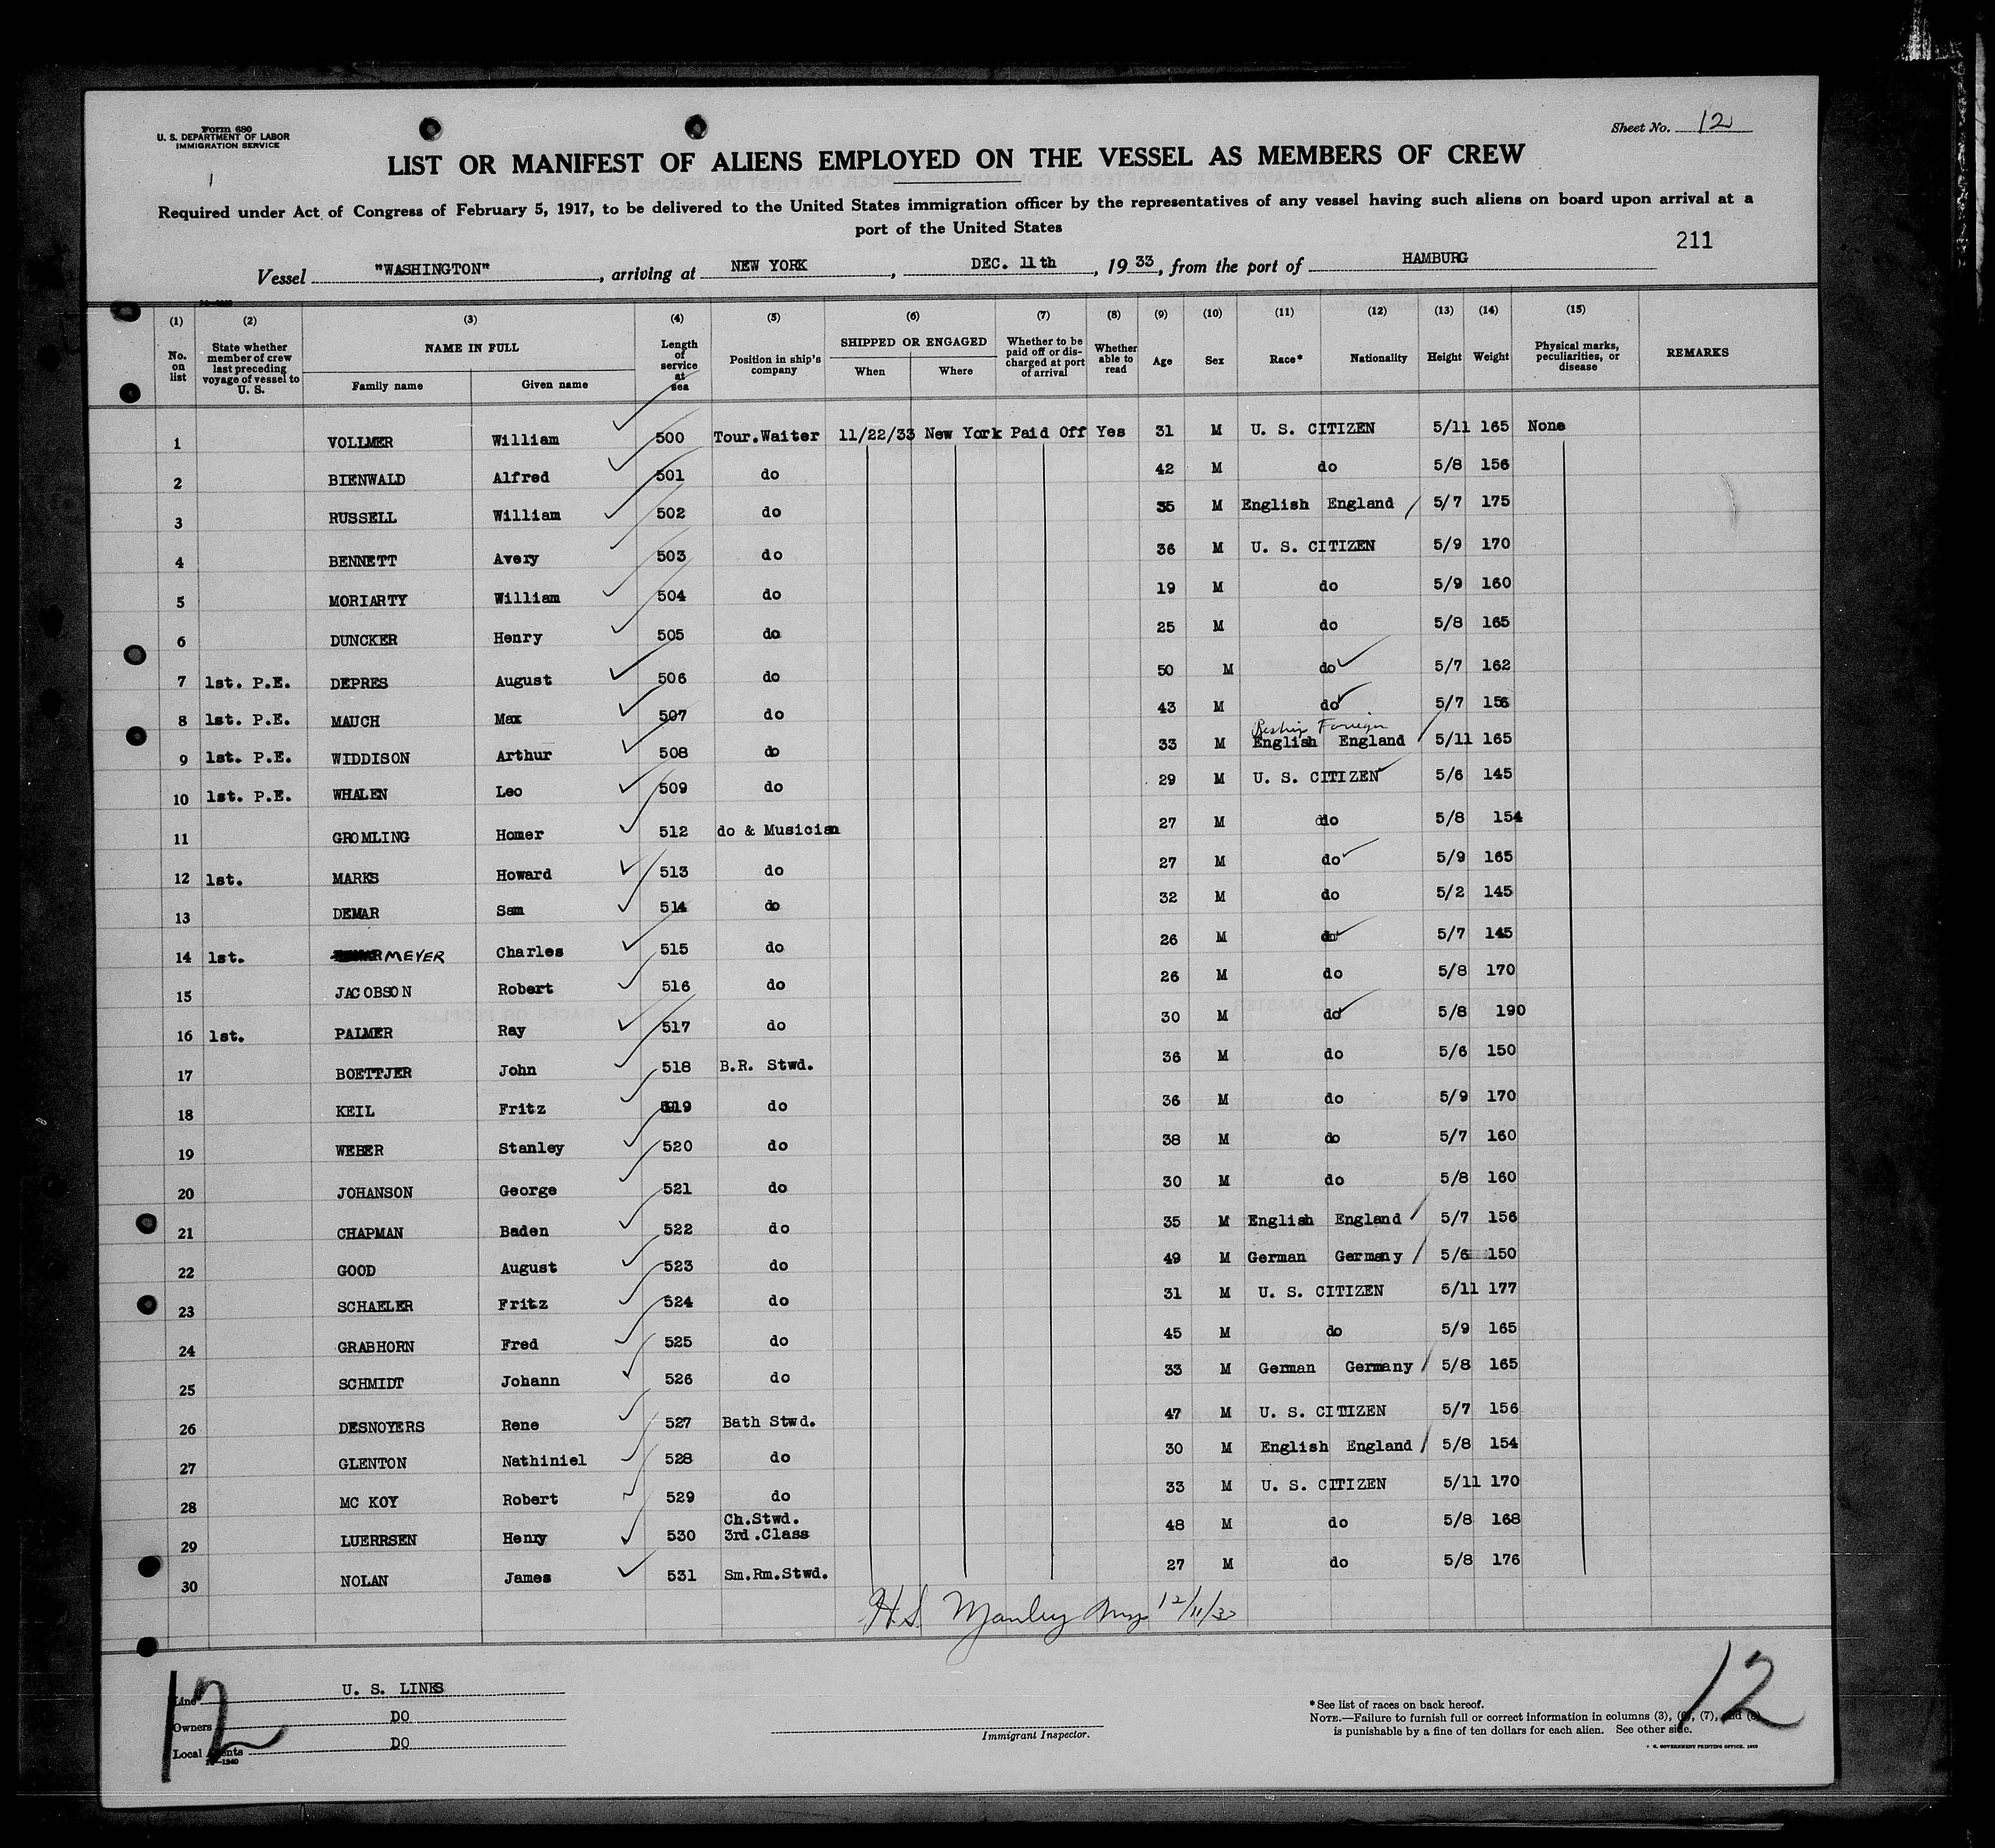 Form 680
U. S. DEPARTMENT OF LABOR
IMMIGRATION SERVICE
Sheet No. 12
LIST OR MANIFEST OF ALIENS EMPLOYED ON THE VESSEL AS MEMBERS OF CREW
Required under Act of Congress of February 5, 1917, to be delivered to the United States immigration officer by the representatives of any vessel having such aliens on board upon arrival at a
port of the United States
211
Vessel "WASHINGTON", arriving at NEW YORK, DEC. 11th, 1933, from the port of HAMBURG
(1) (2) (3) (4) (5) (6) (7) (8) (9) (10) (11) (12) (13) (14) (15)
No. on list State whether member of crew last preceding voyage of vessel to U. S. NAME IN FULL Family name Given name Length of service at sea Position in ship's company SHIPPED OR ENGAGED When Where Whether to be paid off or discharged at port of arrival Whether able to read Age Sex Race* Nationality Height Weight Physical marks, peculiarities, or disease REMARKS
1 VOLLMER William 500 Tour.Waiter 11/22/33 New York Paid Off Yes 31 M U. S. CITIZEN 5/11 165 None
2 BIENWALD Alfred 501 do 42 M do 5/8 156
3 RUSSELL William 502 do 35 M English England 5/7 175
4 BENNETT Avery 503 do 36 M U. S. CITIZEN 5/9 170
5 MORIARTY William 504 do 19 M do 5/9 160
6 DUNCKER Henry 505 do 25 M do 5/8 165
7 1st. P.E. DEPRES August 506 do 50 M do 5/7 162
8 1st. P.E. MAUCH Max 507 do 43 M do 5/7 156
Reship Foreign
9 1st. P.E. WIDDISON Arthur 508 do 33 M English England 5/11 165
10 1st. P.E. WHALEN Leo 509 do 29 M U. S. CITIZEN 5/6 145
11 GROMLING Homer 512 do & Musician 27 M do 5/8 154
12 1st. MARKS Howard 513 do 27 M do 5/9 165
13 DEMAR Sam 514 do 32 M do 5/2 145
14 1st. MEYER Charles 515 do 26 M do 5/7 145
15 JACOBSON Robert 516 do 26 M do 5/8 170
16 1st. PALMER Ray 517 do 30 M do 5/8 190
17 BOETTJER John 518 B.R. Stwd. 36 M do 5/6 150
18 KEIL Fritz 519 do 36 M do 5/9 170
19 WEBER Stanley 520 do 38 M do 5/7 160
20 JOHANSON George 521 do 30 M do 5/8 160
21 CHAPMAN Baden 522 do 35 M English England 5/7 156
22 GOOD August 523 do 49 M German Germany 5/6 150
23 SCHAELER Fritz 524 do 31 M U. S. CITIZEN 5/11 177
24 GRABHORN Fred 525 do 45 M do 5/9 165
25 SCHMIDT Johann 526 do 33 M German Germany 5/8 165
26 DESNOYERS Rene 527 Bath Stwd. 47 M U. S. CITIZEN 5/7 156
27 GLENTON Nathiniel 528 do 30 M English England 5/8 154
28 MC KOY Robert 529 do 33 M U. S. CITIZEN 5/11 170
29 LUERRSEN Henry 530 Ch.Stwd. 3rd.Class 48 M do 5/8 168
30 NOLAN James 531 Sm.Rm.Stwd. 27 M do 5/8 176
H.S. Manley 12/11/33
12
Line U. S. LINES
Owners DO
Local Agents DO
16—1240
Immigrant Inspector.
*See list of races on back hereof.
NOTE.—Failure to furnish full or correct information in columns (3), (7), and is punishable by a fine of ten dollars for each alien. See other side.
U. S. GOVERNMENT PRINTING OFFICE.
12